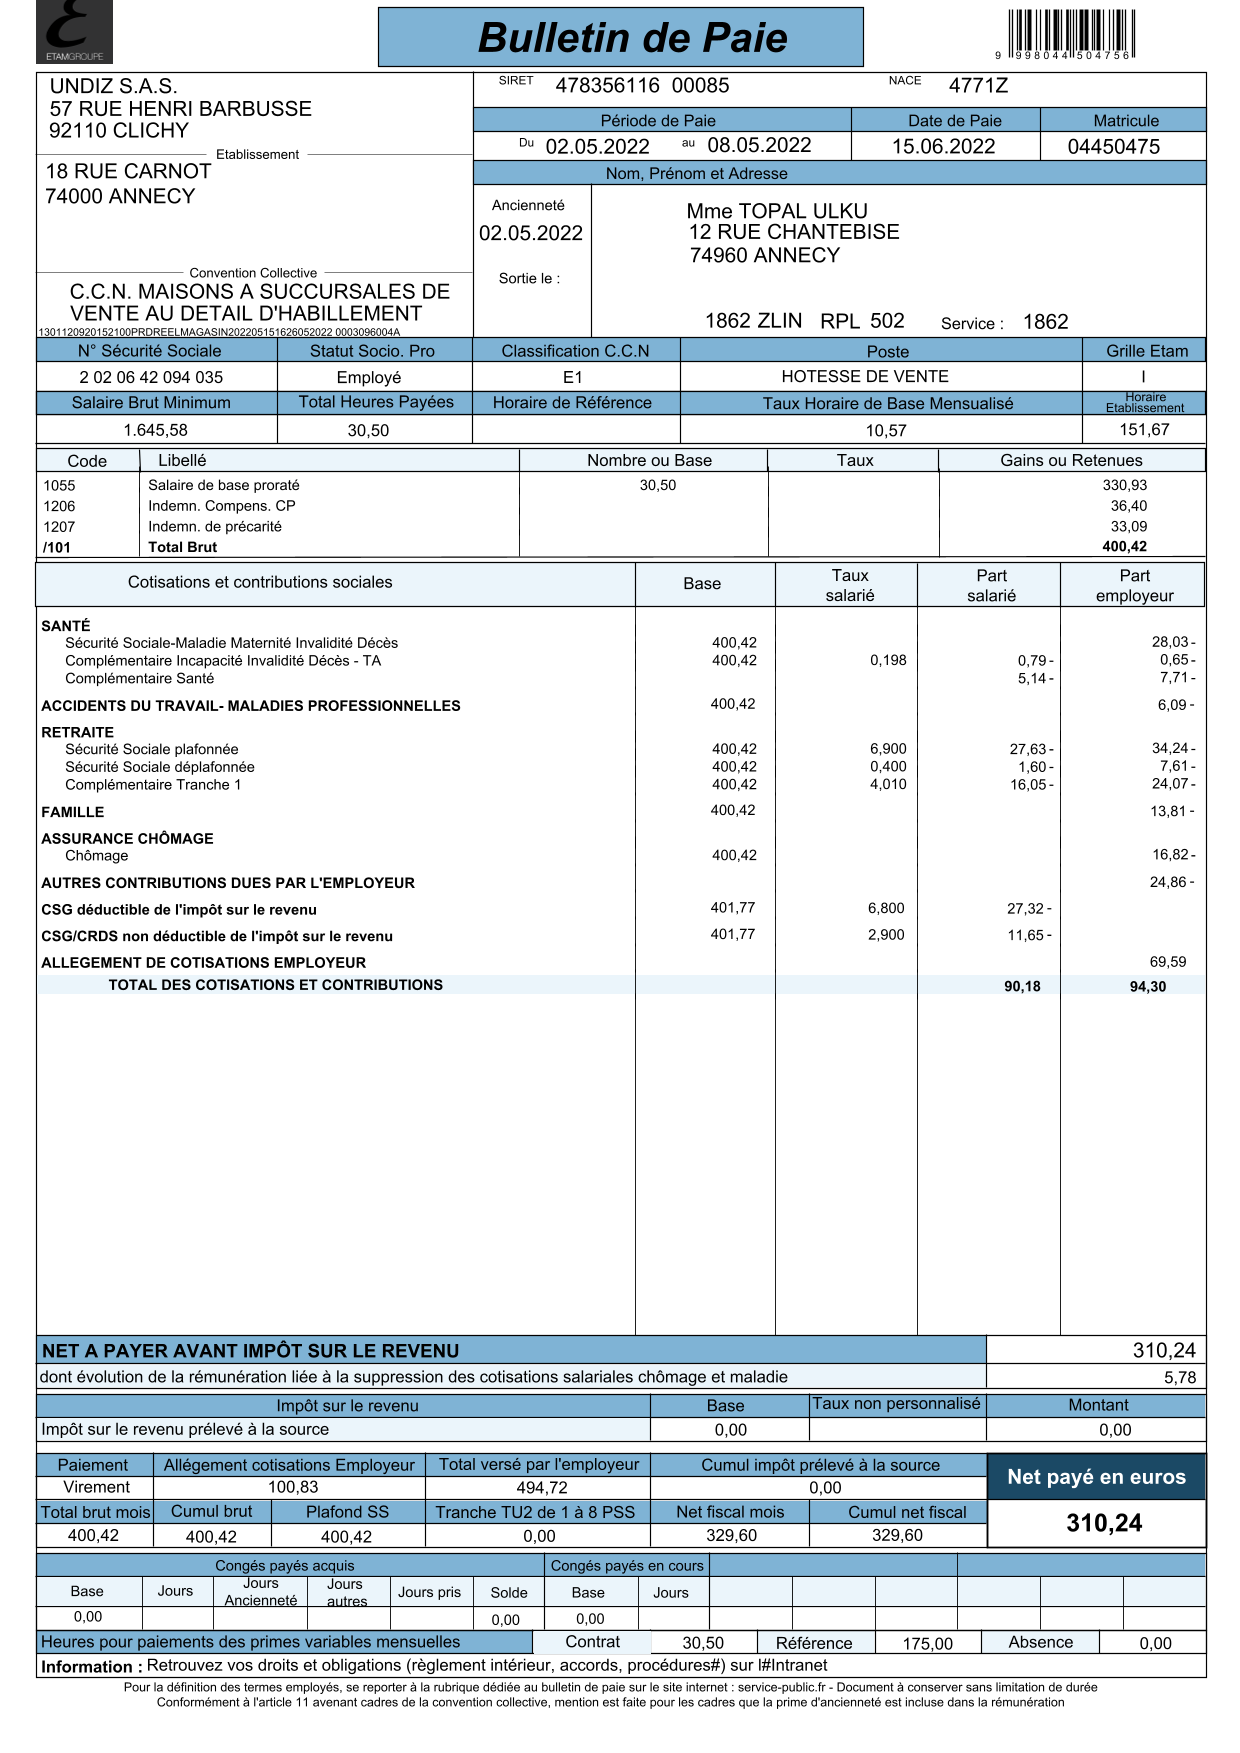 ETAMGROUPE
Bulletin de Paie
9 998044 504756
UNDIZ S.A.S.
57 RUE HENRI BARBUSSE
92110 CLICHY
Etablissement
18 RUE CARNOT
74000 ANNECY
Convention Collective
C.C.N. MAISONS A SUCCURSALES DE
VENTE AU DETAIL D'HABILLEMENT
1301120920152100PRDREELMAGASIN202205151626052022 0003096004A
SIRET 478356116 00085 NACE 4771Z
Période de Paie Date de Paie Matricule
Du 02.05.2022 au 08.05.2022 15.06.2022 04450475
Nom, Prénom et Adresse
Ancienneté
02.05.2022
Sortie le :
Mme TOPAL ULKU
12 RUE CHANTEBISE
74960 ANNECY
1862 ZLIN RPL 502 Service : 1862
N° Sécurité Sociale Statut Socio. Pro Classification C.C.N Poste Grille Etam
2 02 06 42 094 035 Employé E1 HOTESSE DE VENTE I
Salaire Brut Minimum Total Heures Payées Horaire de Référence Taux Horaire de Base Mensualisé Horaire Etablissement
1.645,58 30,50 10,57 151,67
Code Libellé Nombre ou Base Taux Gains ou Retenues
1055 Salaire de base proraté 30,50 330,93
1206 Indemn. Compens. CP 36,40
1207 Indemn. de précarité 33,09
/101 Total Brut 400,42
Cotisations et contributions sociales Base Taux salarié Part salarié Part employeur
SANTÉ
Sécurité Sociale-Maladie Maternité Invalidité Décès 400,42 28,03-
Complémentaire Incapacité Invalidité Décès - TA 400,42 0,198 0,79- 0,65-
Complémentaire Santé 5,14- 7,71-
ACCIDENTS DU TRAVAIL- MALADIES PROFESSIONNELLES 400,42 6,09 -
RETRAITE
Sécurité Sociale plafonnée 400,42 6,900 27,63- 34,24-
Sécurité Sociale déplafonnée 400,42 0,400 1,60- 7,61-
Complémentaire Tranche 1 400,42 4,010 16,05- 24,07-
FAMILLE 400,42 13,81 -
ASSURANCE CHÔMAGE
Chômage 400,42 16,82-
AUTRES CONTRIBUTIONS DUES PAR L'EMPLOYEUR 24,86 -
CSG déductible de l'impôt sur le revenu 401,77 6,800 27,32 -
CSG/CRDS non déductible de l'impôt sur le revenu 401,77 2,900 11,65 -
ALLEGEMENT DE COTISATIONS EMPLOYEUR 69,59
TOTAL DES COTISATIONS ET CONTRIBUTIONS 90,18 94,30
NET A PAYER AVANT IMPÔT SUR LE REVENU 310,24
dont évolution de la rémunération liée à la suppression des cotisations salariales chômage et maladie 5,78
Impôt sur le revenu Base Taux non personnalisé Montant
Impôt sur le revenu prélevé à la source 0,00 0,00
Paiement Allégement cotisations Employeur Total versé par l'employeur Cumul impôt prélevé à la source Net payé en euros
Virement 100,83 494,72 0,00
Total brut mois Cumul brut Plafond SS Tranche TU2 de 1 à 8 PSS Net fiscal mois Cumul net fiscal 310,24
400,42 400,42 400,42 0,00 329,60 329,60
Congés payés acquis Congés payés en cours
Base Jours Jours Ancienneté Jours autres Jours pris Solde Base Jours
0,00 0,00 0,00
Heures pour paiements des primes variables mensuelles Contrat 30,50 Référence 175,00 Absence 0,00
Information : Retrouvez vos droits et obligations (règlement intérieur, accords, procédures#) sur l#Intranet
Pour la définition des termes employés, se reporter à la rubrique dédiée au bulletin de paie sur le site internet : service-public.fr - Document à conserver sans limitation de durée
Conformément à l'article 11 avenant cadres de la convention collective, mention est faite pour les cadres que la prime d'ancienneté est incluse dans la rémunération